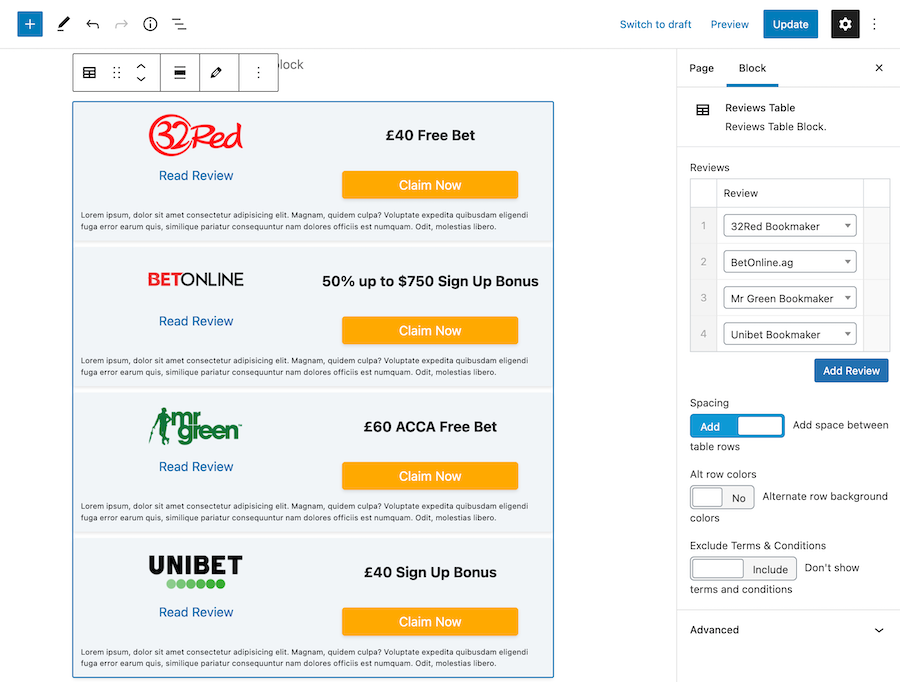 Switch to draft
Preview
Update
lock
32Red
£40 Free Bet
Read Review
Claim Now
Lorem ipsum, dolor sit amet consectetur adipisicing elit. Magnam, quidem culpa? Voluptate expedita quibusdam eligendi
fuga error earum quis, similique pariatur consequuntur nam dolores officiis est numquam. Odit, molestias libero.
BETONLINE
50% up to $750 Sign Up Bonus
Read Review
Claim Now
Lorem ipsum, dolor sit amet consectetur adipisicing elit. Magnam, quidem culpa? Voluptate expedita quibusdam eligendi
fuga error earum quis, similique pariatur consequuntur nam dolores officiis est numquam. Odit, molestias libero.
mr
green™
£60 ACCA Free Bet
Read Review
Claim Now
Lorem ipsum, dolor sit amet consectetur adipisicing elit. Magnam, quidem culpa? Voluptate expedita quibusdam eligendi
fuga error earum quis, similique pariatur consequuntur nam dolores officiis est numquam. Odit, molestias libero.
UNIBET
£40 Sign Up Bonus
Read Review
Claim Now
Lorem ipsum, dolor sit amet consectetur adipisicing elit. Magnam, quidem culpa? Voluptate expedita quibusdam eligendi
fuga error earum quis, similique pariatur consequuntur nam dolores officiis est numquam. Odit, molestias libero.
Page
Block
Reviews Table
Reviews Table Block.
Reviews
Review
1 32Red Bookmaker
2 BetOnline.ag
3 Mr Green Bookmaker
4 Unibet Bookmaker
Add Review
Spacing
Add
Add space between
table rows
Alt row colors
No
Alternate row background
colors
Exclude Terms & Conditions
Include
Don't show
terms and conditions
Advanced